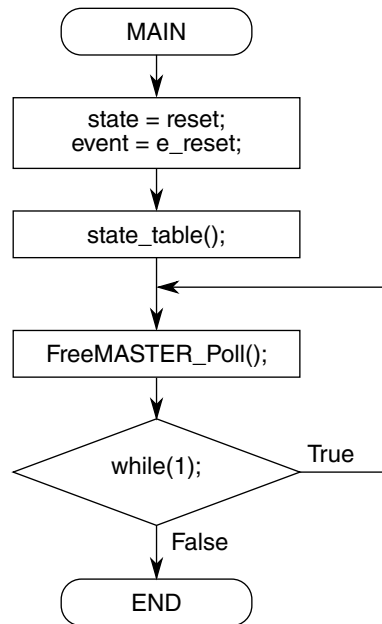 MAIN
state = reset;
event = e_reset;
state_table();
FreeMASTER_Poll();
while(1);
True
False
END